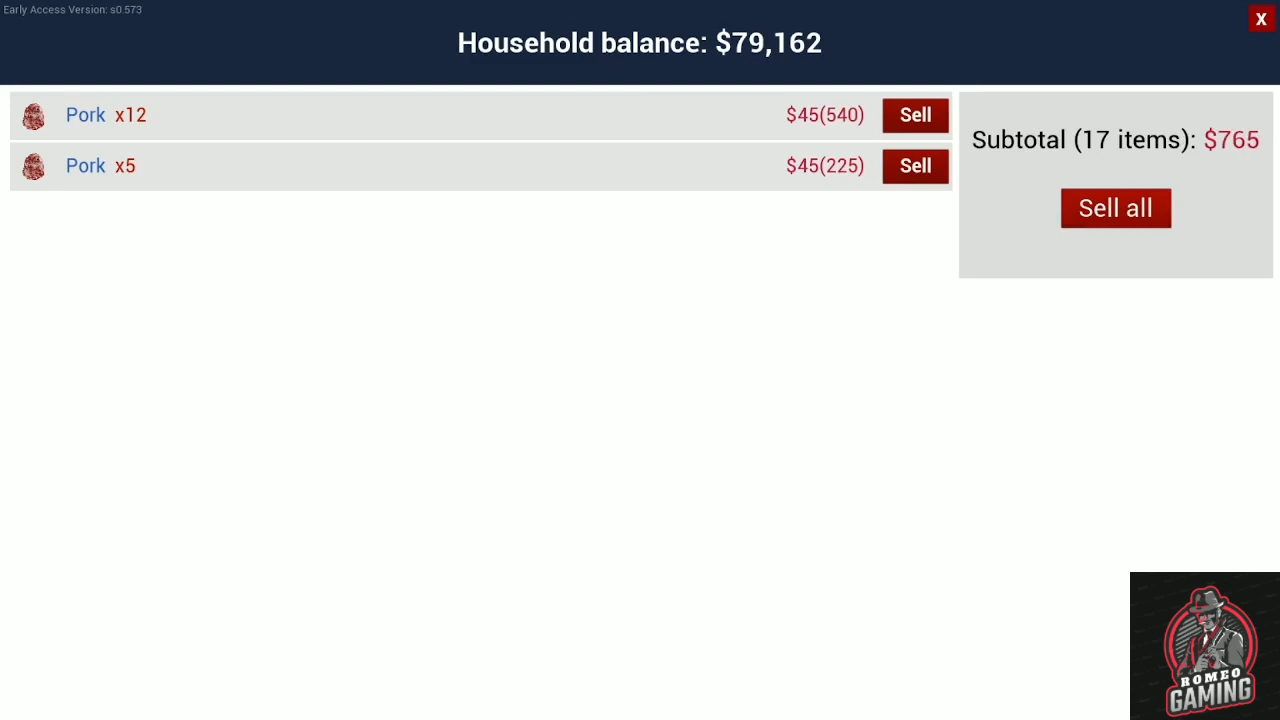 Early Access Version: s0.573
X
Household balance: $79,162
Pork x12 $45(540) Sell
Pork x5 $45(225) Sell
Subtotal (17 items): $765
Sell all
ROMEO
GAMING